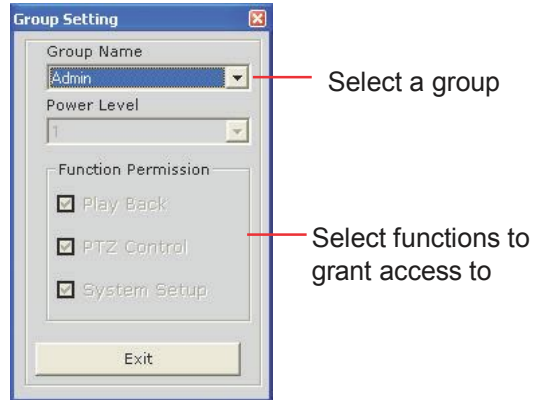 Group Setting
Group Name
Admin
Select a group
Power Level
1
Function Permission
Play Back
PTZ Control
Select functions to
grant access to
System Setup
Exit